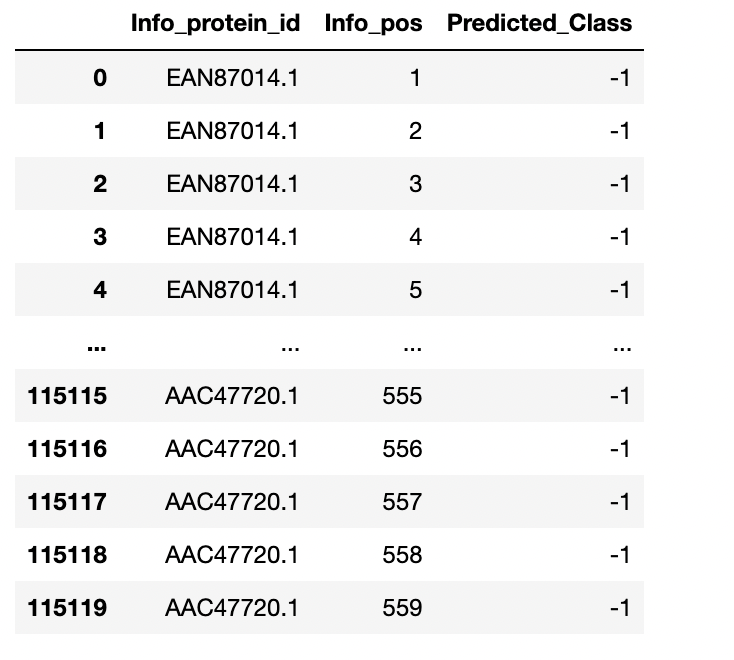 Info_protein_id Info_pos Predicted_Class
0 EAN87014.1 1 -1
1 EAN87014.1 2 -1
2 EAN87014.1 3 -1
3 EAN87014.1 4 -1
4 EAN87014.1 5 -1
... ... ... ...
115115 AAC47720.1 555 -1
115116 AAC47720.1 556 -1
115117 AAC47720.1 557 -1
115118 AAC47720.1 558 -1
115119 AAC47720.1 559 -1